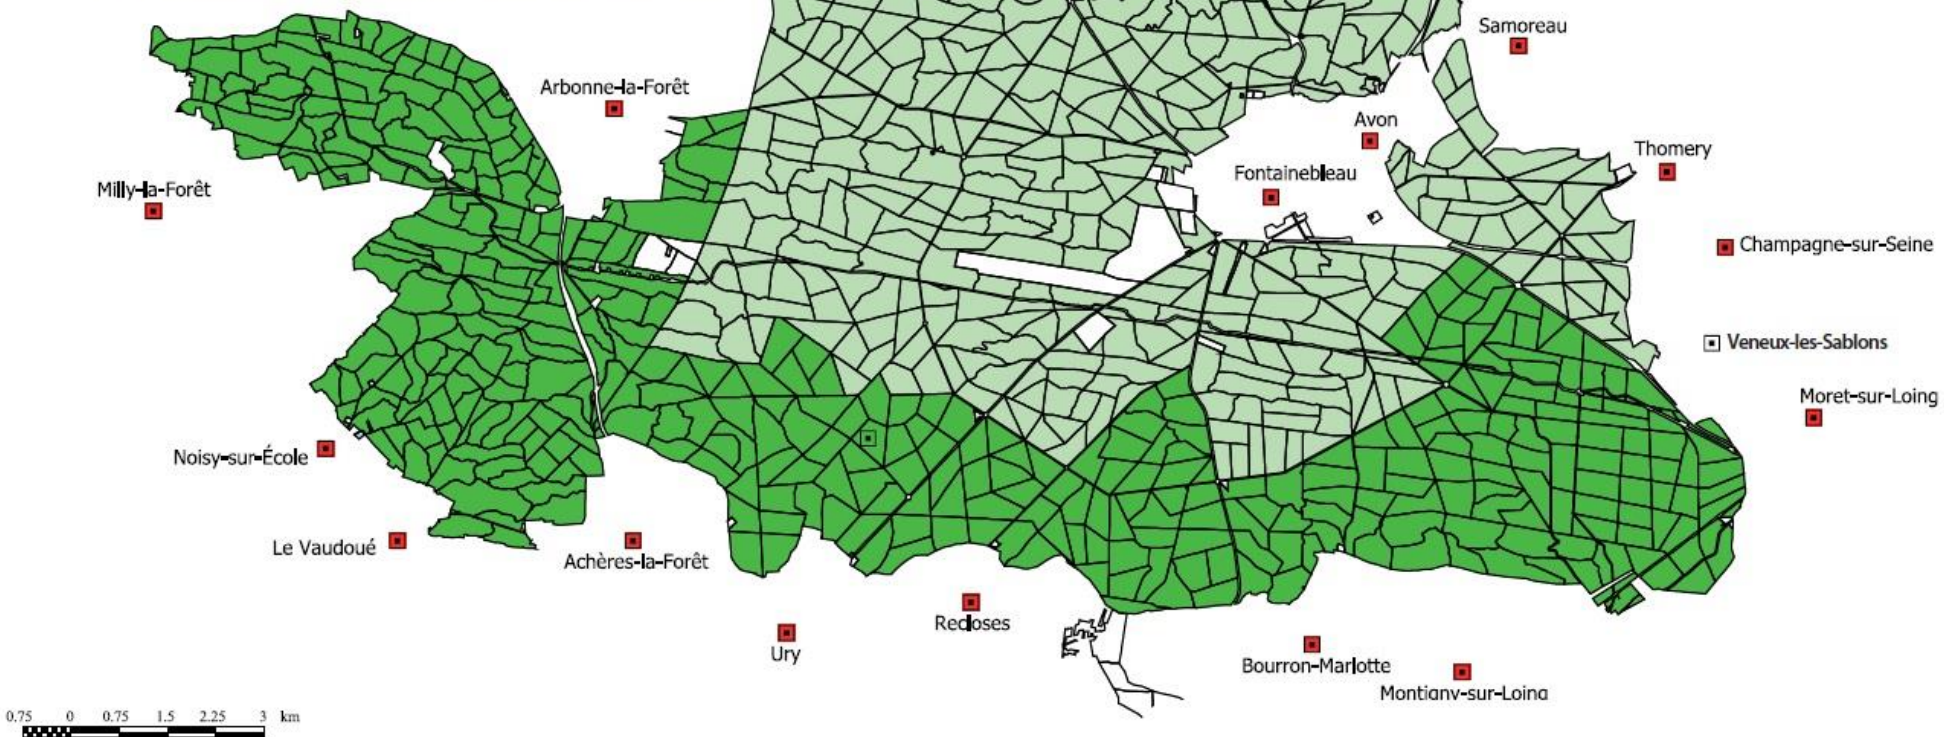 Samoreau
Arbonne-la-Forêt
Avon
Thomery
Fontainebleau
Milly-la-Forêt
Champagne-sur-Seine
Veneux-les-Sablons
Moret-sur-Loing
Noisy-sur-École
Le Vaudoué
Achères-la-Forêt
Recloses
Ury
Bourron-Marlotte
Montigny-sur-Loing
0.75 0 0.75 1.5 2.25 3 km